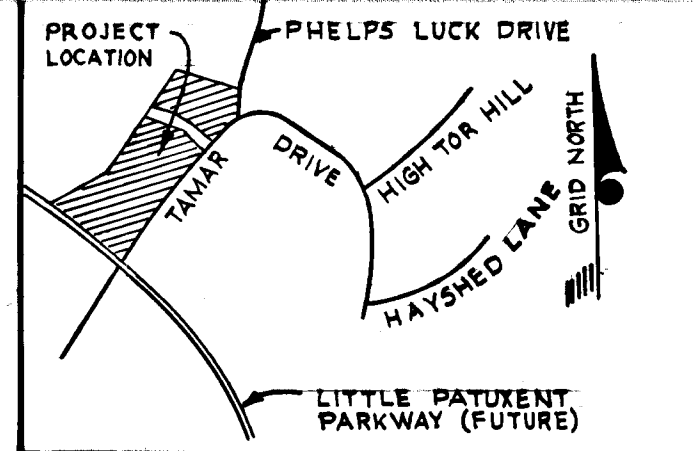 PROJECT
LOCATION
PHELPS LUCK DRIVE
TAMAR
DRIVE
HIGH TOR HILL
HAYSHED LANE
GRID NORTH
LITTLE PATUXENT
PARKWAY (FUTURE)